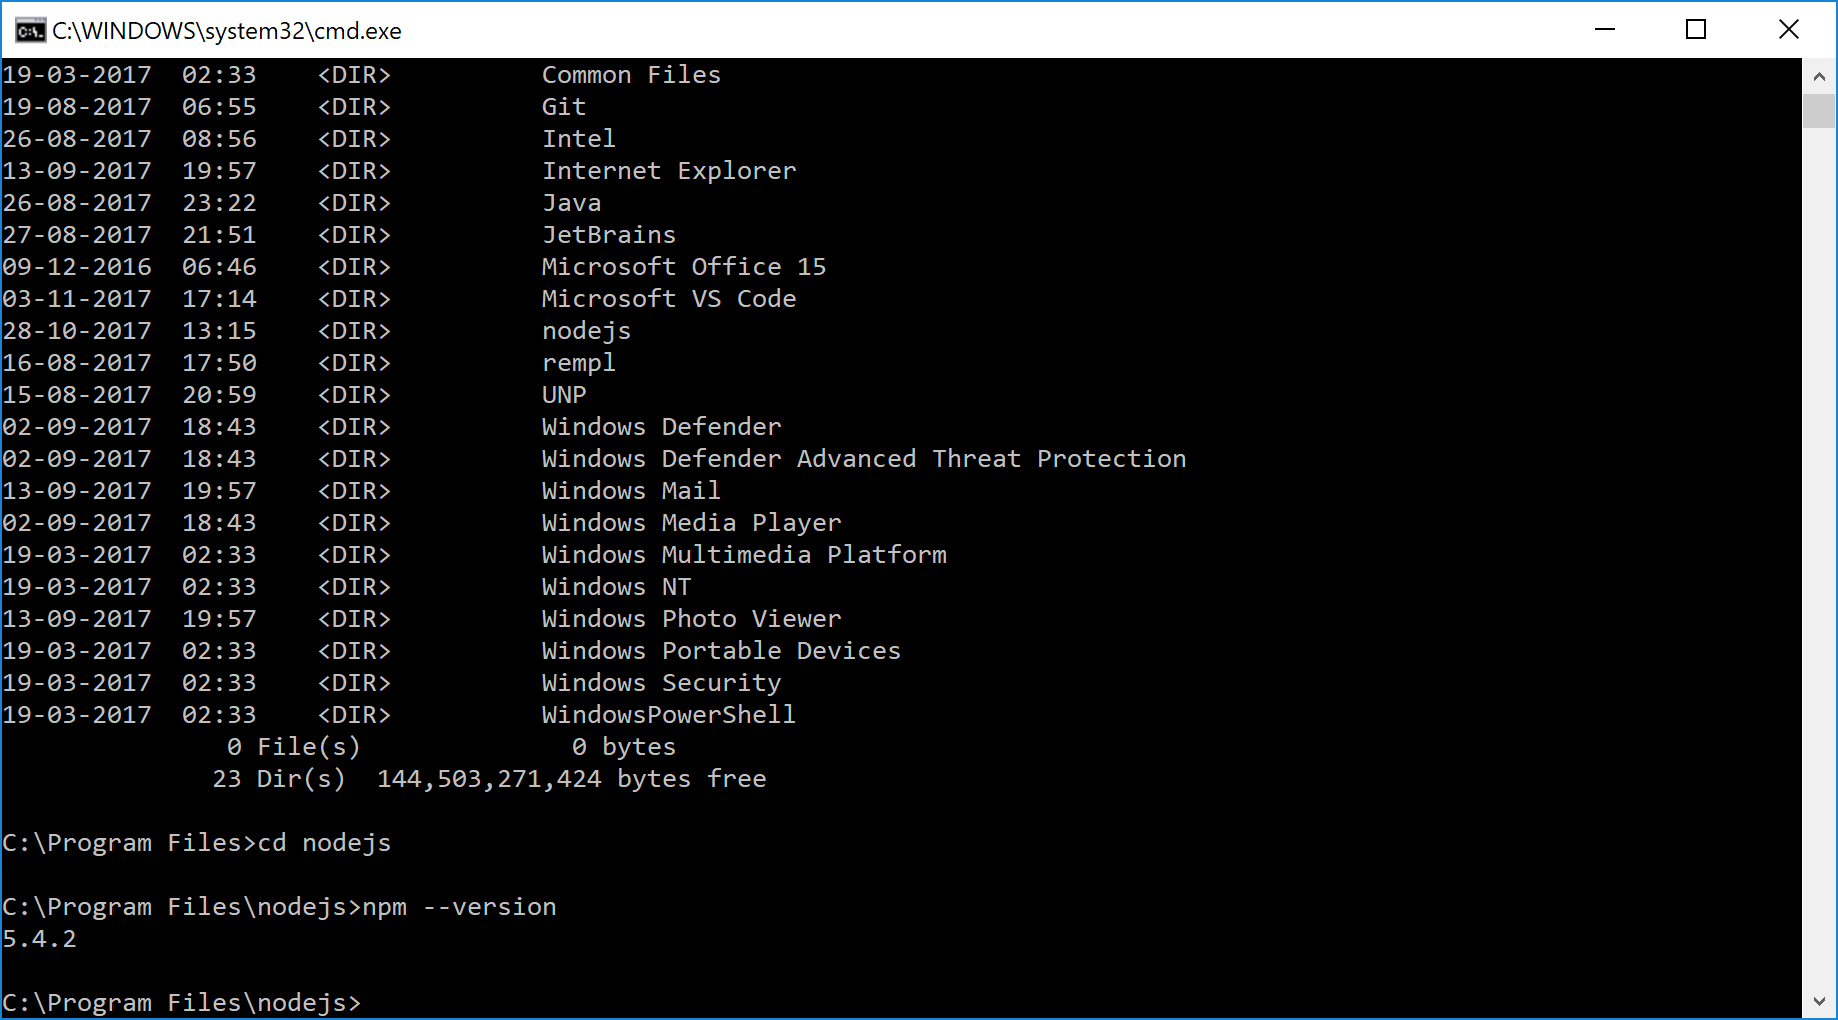 C:\WINDOWS\system32\cmd.exe
19-03-2017  02:33    <DIR>          Common Files
19-08-2017  06:55    <DIR>          Git
26-08-2017  08:56    <DIR>          Intel
13-09-2017  19:57    <DIR>          Internet Explorer
26-08-2017  23:22    <DIR>          Java
27-08-2017  21:51    <DIR>          JetBrains
09-12-2016  06:46    <DIR>          Microsoft Office 15
03-11-2017  17:14    <DIR>          Microsoft VS Code
28-10-2017  13:15    <DIR>          nodejs
16-08-2017  17:50    <DIR>          rempl
15-08-2017  20:59    <DIR>          UNP
02-09-2017  18:43    <DIR>          Windows Defender
02-09-2017  18:43    <DIR>          Windows Defender Advanced Threat Protection
13-09-2017  19:57    <DIR>          Windows Mail
02-09-2017  18:43    <DIR>          Windows Media Player
19-03-2017  02:33    <DIR>          Windows Multimedia Platform
19-03-2017  02:33    <DIR>          Windows NT
13-09-2017  19:57    <DIR>          Windows Photo Viewer
19-03-2017  02:33    <DIR>          Windows Portable Devices
19-03-2017  02:33    <DIR>          Windows Security
19-03-2017  02:33    <DIR>          WindowsPowerShell
               0 File(s)              0 bytes
              23 Dir(s)  144,503,271,424 bytes free
C:\Program Files>cd nodejs
C:\Program Files\nodejs>npm --version
5.4.2
C:\Program Files\nodejs>